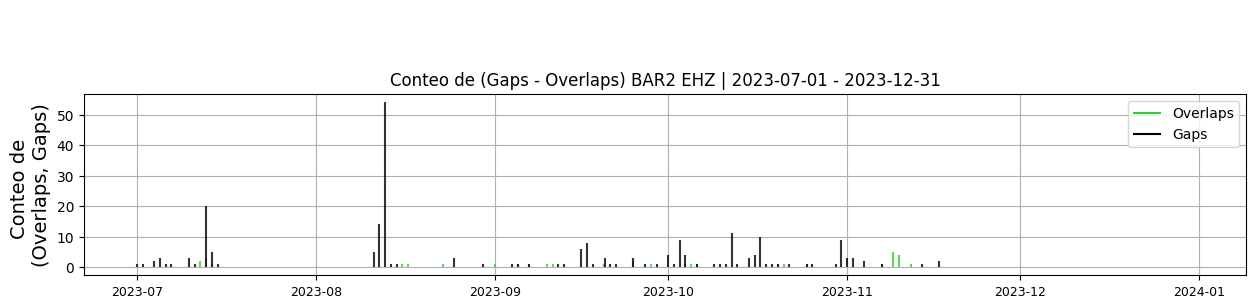 Conteo de (Gaps - Overlaps) BAR2 EHZ | 2023-07-01 - 2023-12-31
Conteo de
(Overlaps, Gaps)
50
40
30
20
10
0
Overlaps
Gaps
2023-07
2023-08
2023-09
2023-10
2023-11
2023-12
2024-01